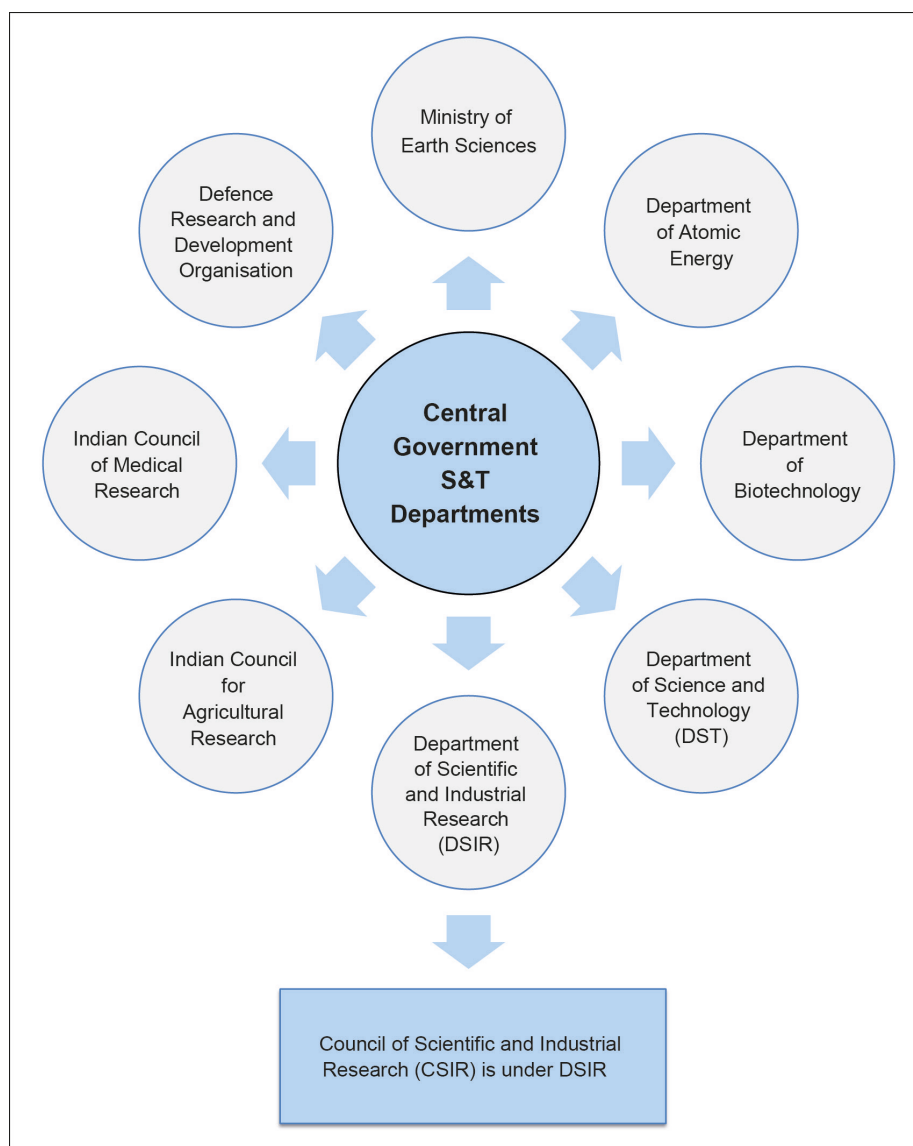 Ministry of
Earth Sciences
Defence
Research and
Development
Organisation
Department
of Atomic
Energy
Central
Government
S&T
Departments
Indian Council
of Medical
Research
Department
of
Biotechnology
Indian Council
for
Agricultural
Research
Department
of Science and
Technology
(DST)
Department
of Scientific
and Industrial
Research
(DSIR)
Council of Scientific and Industrial
Research (CSIR) is under DSIR